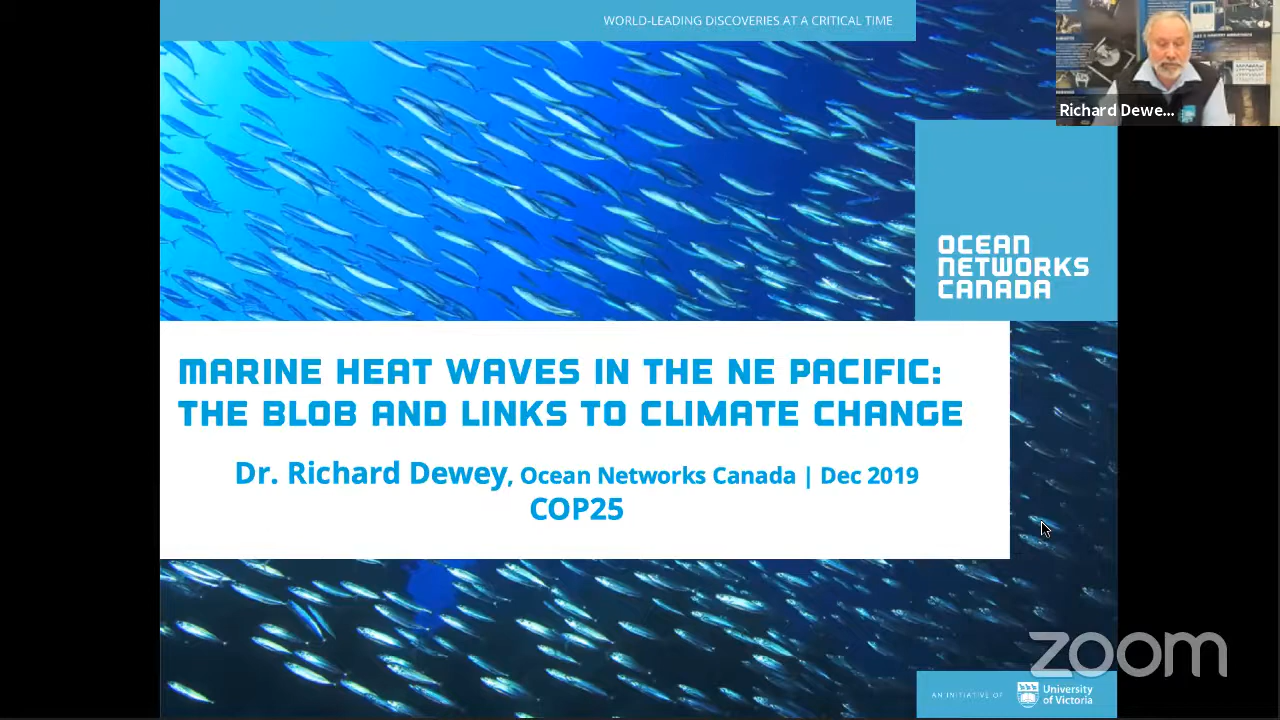 WORLD-LEADING DISCOVERIES AT A CRITICAL TIME
Richard Dewe...
OCEAN
NETWORKS
CANADA
MARINE HEAT WAVES IN THE NE PACIFIC:
THE BLOB AND LINKS TO CLIMATE CHANGE
Dr. Richard Dewey, Ocean Networks Canada | Dec 2019
COP25
zoom
AN INITIATIVE OF
University
of Victoria